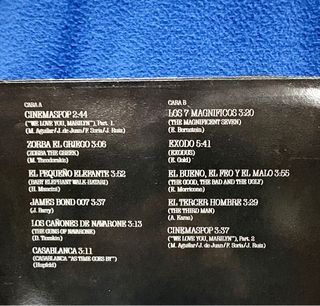 CARA A
CINEMASPOP 2:44
("WE LOVE YOU, MARILYN"), Part. 1.
(M. Aguilar/J. de Juan/F. Soria/J. Ruiz)
ZORBA EL GRIEGO 3:06
(ZORBA THE GREEK)
(M. Theodorakis)
EL PEQUEÑO ELEFANTE 3:52
(BABY ELEPHANT WALK-HATARI)
(H. Mancini)
JAMES BOND 007 3:37
(J. Barry)
LOS CAÑONES DE NAVARONE 3:13
(THE GUNS OF NAVARONE)
(D. Tiomkin)
CASABLANCA 3:11
(CASABLANCA "AS TIME GOES BY")
(Hupfeld)
CARA B
LOS 7 MAGNIFICOS 3:20
(THE MAGNIFICENT SEVEN)
(E. Bernstein)
EXODO 5:41
(EXODUS)
(E. Gold)
EL BUENO, EL FEO Y EL MALO 3:55
(THE GOOD, THE BAD AND THE UGLY)
(E. Morricone)
EL TERCER HOMBRE 3:29
(THE THIRD MAN)
(A. Karas)
CINEMASPOP 3:37
("WE LOVE YOU, MARILYN"), Part. 2
(M. Aguilar/J. de Juan/F. Soria/J. Ruiz)